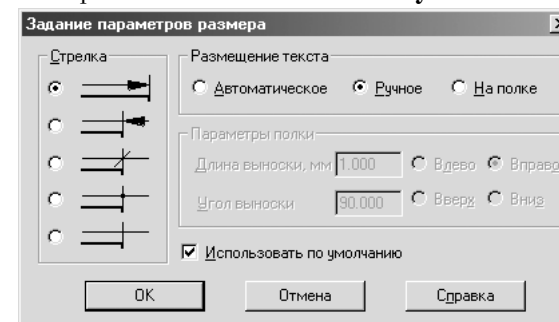 Задание параметров размера
Стрелка
Размещение текста
Автоматическое Ручное На полке
Параметры полки
Длина выноски, мм 1.000 Влево Вправо
Угол выноски 90.000 Вверх Вниз
Использовать по умолчанию
OK Отмена Справка